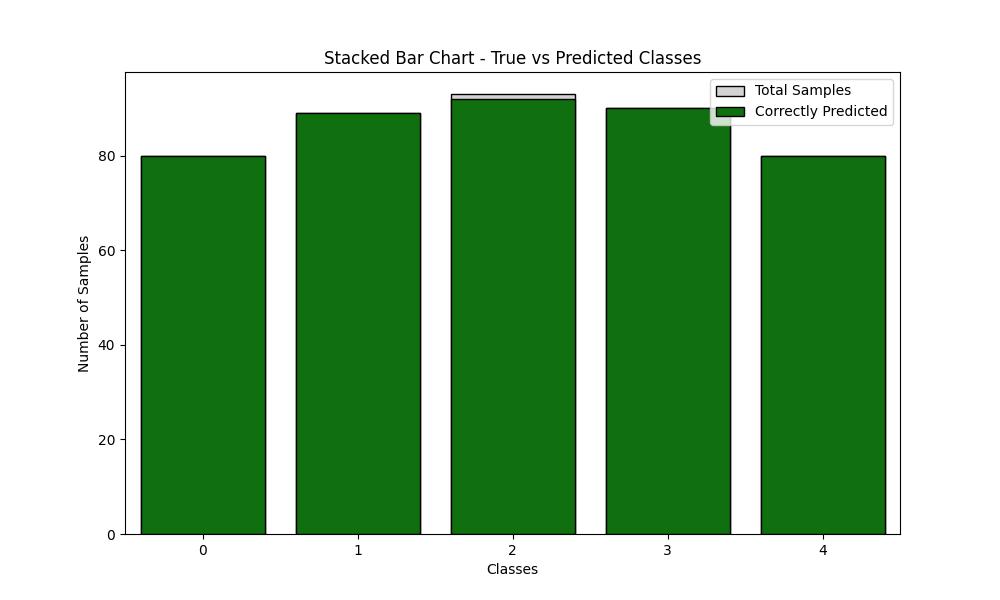 Stacked Bar Chart - True vs Predicted Classes
Total Samples
Correctly Predicted
Number of Samples
80
60
40
20
0
0 1 2 3 4
Classes